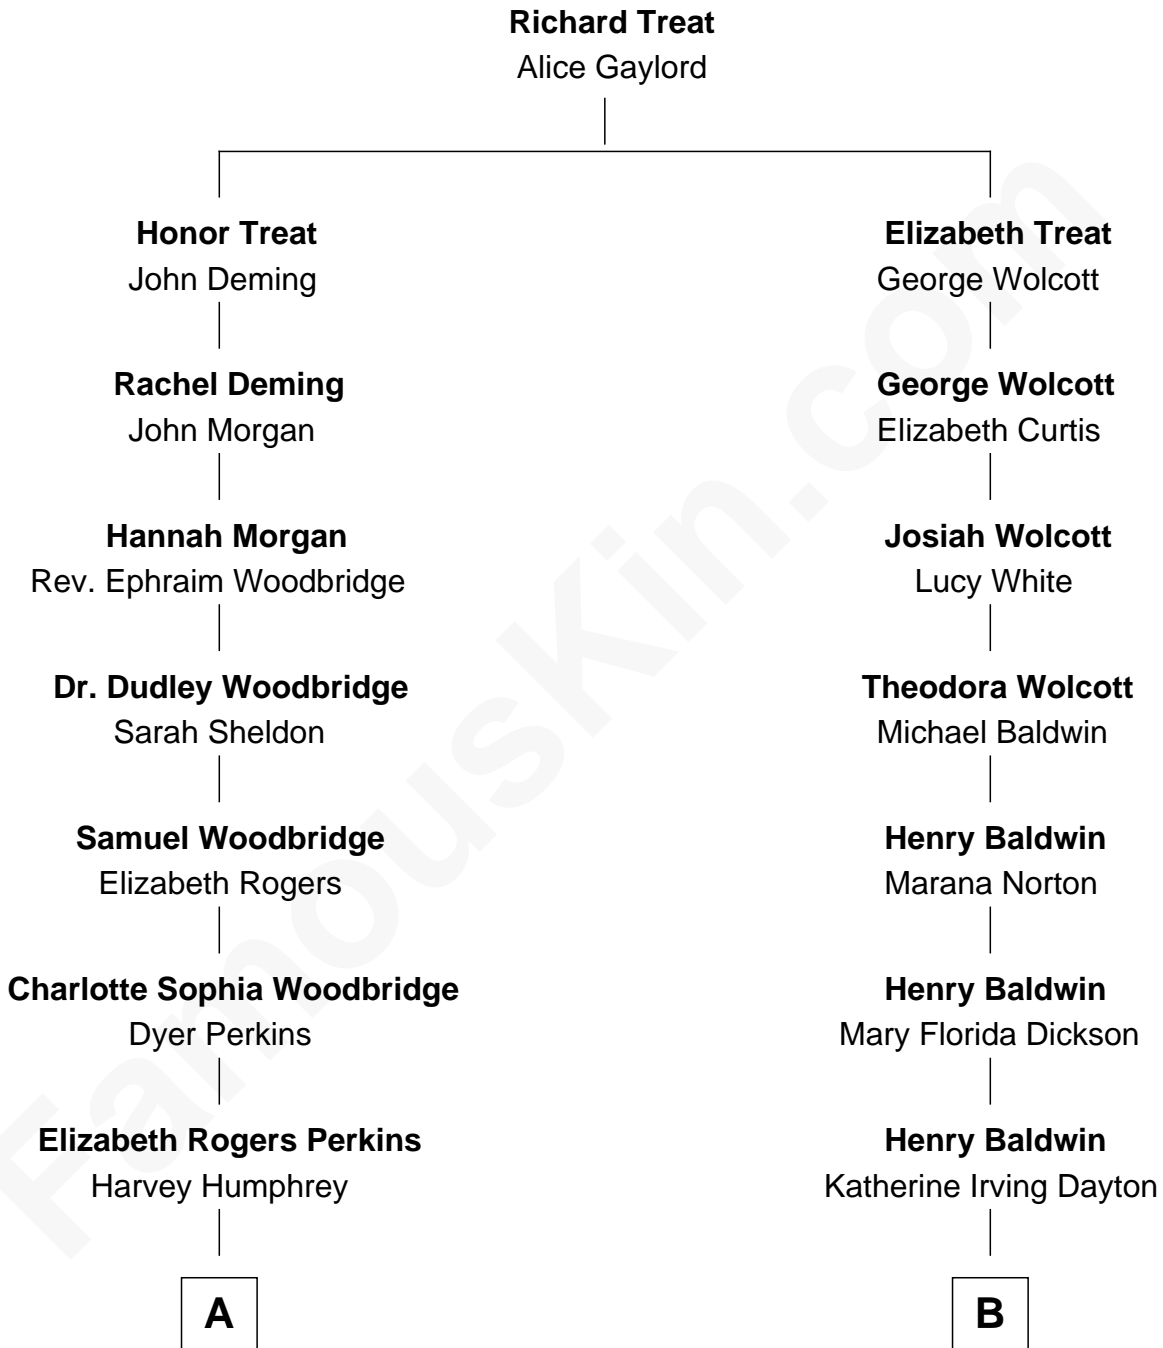 Richard Treat
Alice Gaylord
Honor Treat
John Deming
Elizabeth Treat
George Wolcott
Rachel Deming
John Morgan
George Wolcott
Elizabeth Curtis
Hannah Morgan
Rev. Ephraim Woodbridge
Josiah Wolcott
Lucy White
Dr. Dudley Woodbridge
Sarah Sheldon
Theodora Wolcott
Michael Baldwin
Samuel Woodbridge
Elizabeth Rogers
Henry Baldwin
Marana Norton
Charlotte Sophia Woodbridge
Dyer Perkins
Henry Baldwin
Mary Florida Dickson
Elizabeth Rogers Perkins
Harvey Humphrey
Henry Baldwin
Katherine Irving Dayton
A
B
FamousKin.com